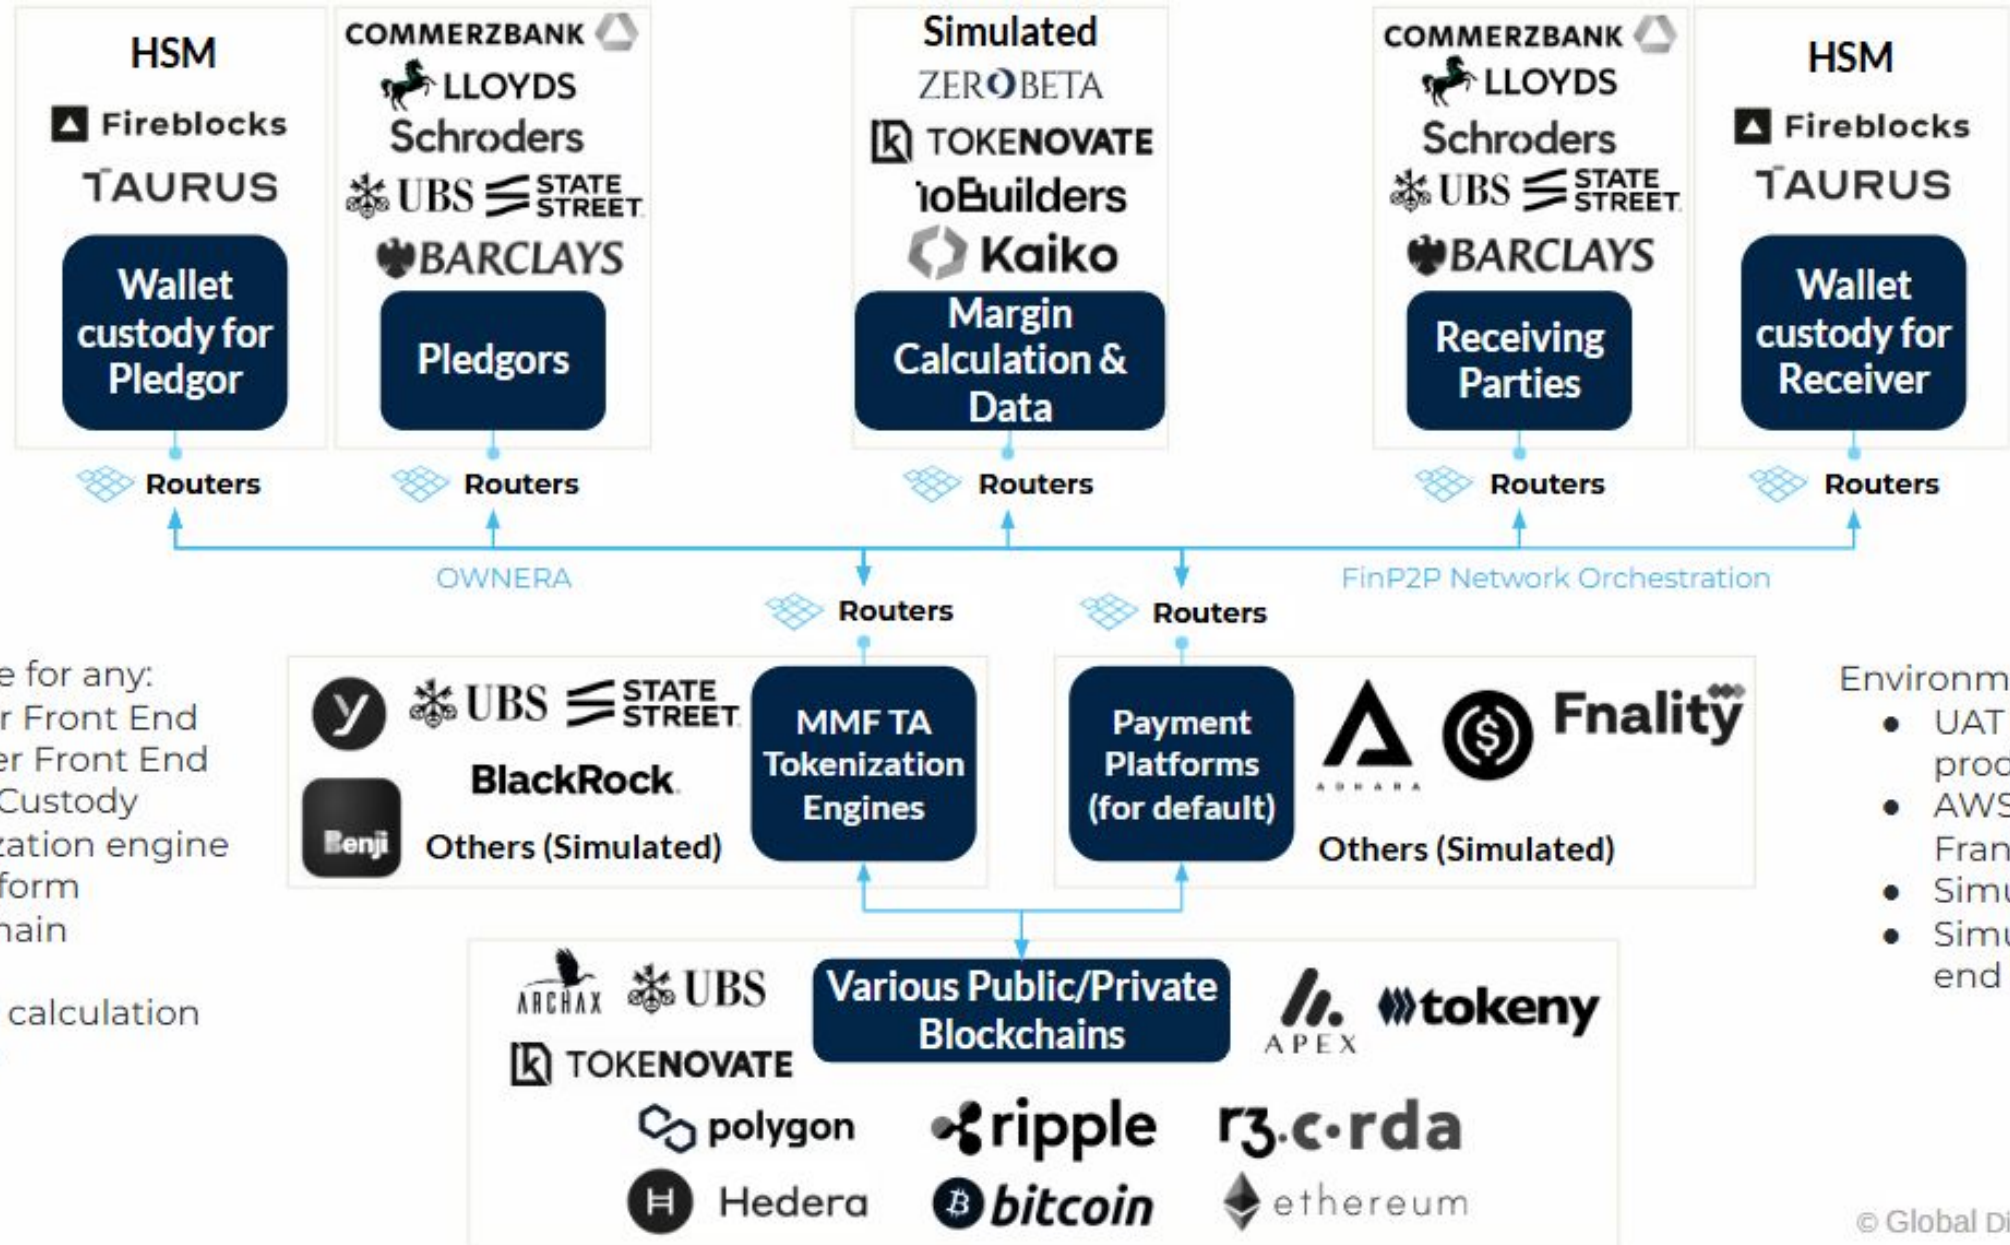 HSM
Fireblocks
TAURUS
Wallet
custody for
Pledgor
COMMERZBANK
LLOYDS
Schroders
UBS STATE STREET
BARCLAYS
Pledgors
Simulated
ZEROBETA
TOKENOVATE
ioBuilders
Kaiko
Margin
Calculation &
Data
COMMERZBANK
LLOYDS
Schroders
UBS STATE STREET
BARCLAYS
Receiving
Parties
HSM
Fireblocks
TAURUS
Wallet
custody for
Receiver
Routers
Routers
Routers
Routers
Routers
OWNERA
FinP2P Network Orchestration
Routers
Routers
e for any:
r Front End
er Front End
Custody
zation engine
form
hain
calculation
y
UBS STATE STREET
BlackRock
Benji
Others (Simulated)
MMF TA
Tokenization
Engines
Payment
Platforms
(for default)
ADHARA
Fnality
Others (Simulated)
Environm
UAT
prod
AWS
Fran
Simu
Simu
end
ARCHAX
UBS
TOKENOVATE
Various Public/Private
Blockchains
APEX
tokeny
polygon
ripple
r3.c•rda
Hedera
bitcoin
ethereum
© Global Di